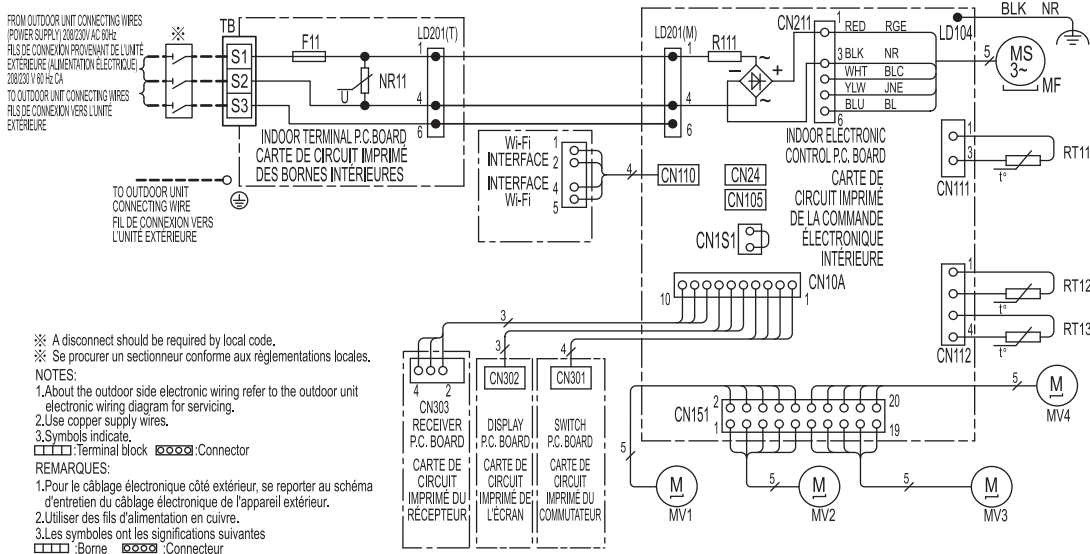 FROM OUTDOOR UNIT CONNECTING WIRES
(POWER SUPPLY) 208/230V AC 60Hz
FILS DE CONNEXION PROVENANT DE L'UNITÉ
EXTÉRIEURE (ALIMENTATION ÉLECTRIQUE)
208/230 V 60 Hz CA
TO OUTDOOR UNIT CONNECTING WIRES
FILS DE CONNEXION VERS L'UNITÉ
EXTÉRIEURE
※
TB
S1
S2
S3
F11
NR11
U
LD201(T)
1
4
6
INDOOR TERMINAL P.C.BOARD
CARTE DE CIRCUIT IMPRIMÉ
DES BORNES INTÉRIEURES
TO OUTDOOR UNIT
CONNECTING WIRE
FIL DE CONNEXION VERS
L'UNITÉ EXTÉRIEURE
LD201(M)
1
4
6
R111
~
- +
~
CN211
1
3
6
RED RGE
BLK NR
WHT BLC
YLW JNE
BLU BL
LD104
BLK NR
5
MS
3~
MF
Wi-Fi
INTERFACE
INTERFACE
Wi-Fi
1
2
4
5
4
CN110
CN24
CN105
CN1S1
INDOOR ELECTRONIC
CONTROL P.C. BOARD
CARTE DE
CIRCUIT IMPRIMÉ
DE LA COMMANDE
ÉLECTRONIQUE
INTÉRIEURE
1
3
CN111
t°
RT11
CN10A
10
1
1
4
CN112
t°
RT12
t°
RT13
3
3
4
4 2
CN303
RECEIVER
P.C. BOARD
CARTE DE
CIRCUIT
IMPRIMÉ DU
RÉCEPTEUR
CN302
DISPLAY
P.C. BOARD
CARTE DE
CIRCUIT
IMPRIMÉ DE
L'ÉCRAN
CN301
SWITCH
P.C. BOARD
CARTE DE
CIRCUIT
IMPRIMÉ DU
COMMUTATEUR
CN151
2
1
20
19
5
M
MV4
5
M
MV1
5
M
MV2
5
M
MV3
※ A disconnect should be required by local code.
※ Se procurer un sectionneur conforme aux règlementations locales.
NOTES:
1.About the outdoor side electronic wiring refer to the outdoor unit
electronic wiring diagram for servicing.
2.Use copper supply wires.
3.Symbols indicate.
:Terminal block :Connector
REMARQUES:
1.Pour le câblage électronique côté extérieur, se reporter au schéma
d'entretien du câblage électronique de l'appareil extérieur.
2.Utiliser des fils d'alimentation en cuivre.
3.Les symboles ont les significations suivantes
:Borne :Connecteur